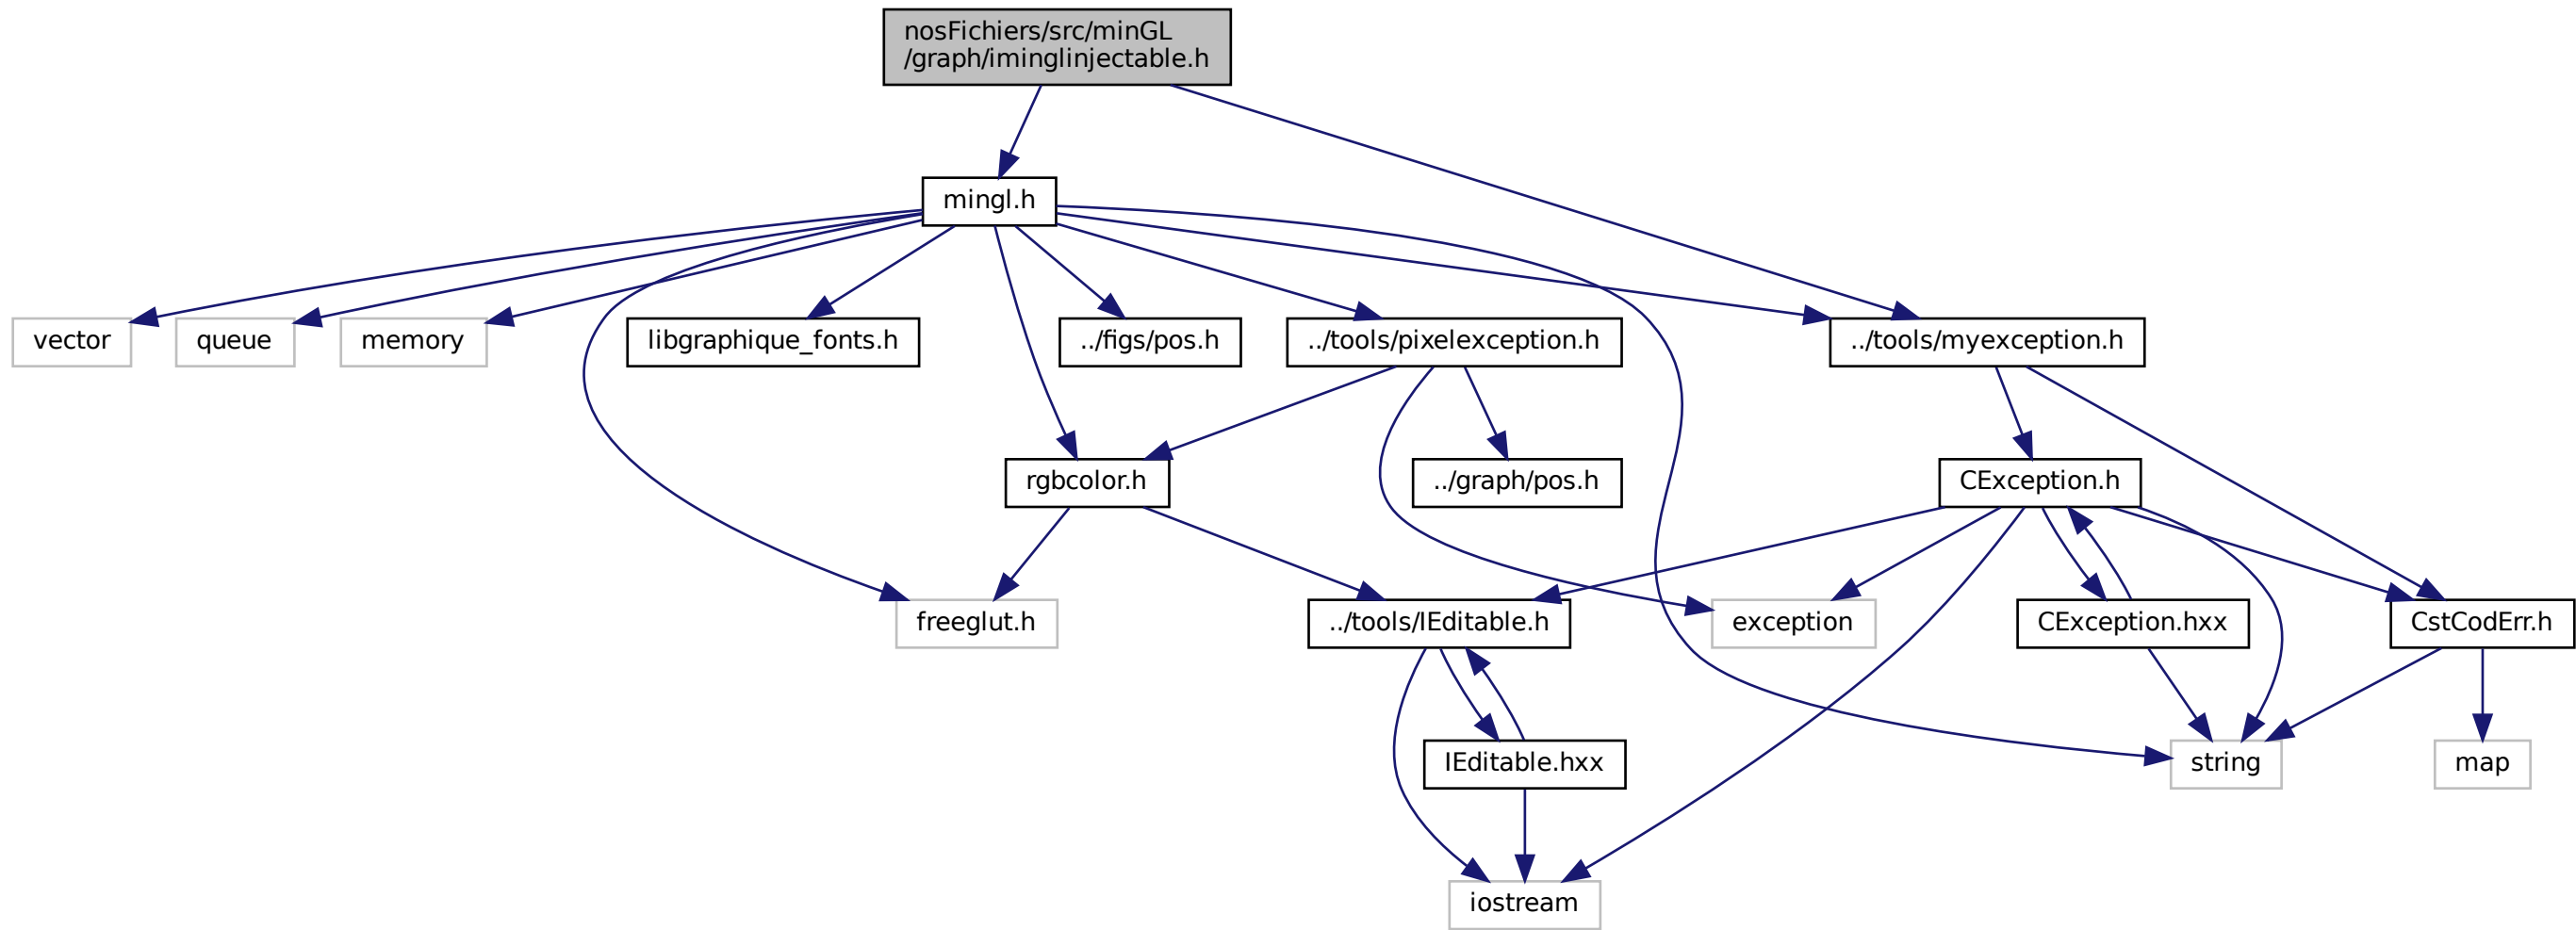 nosFichiers/src/minGL
/graph/iminglinjectable.h
mingl.h
vector
queue
memory
libgraphique_fonts.h
../figs/pos.h
../tools/pixelexception.h
../tools/myexception.h
rgbcolor.h
../graph/pos.h
CException.h
freeglut.h
../tools/IEditable.h
exception
CException.hxx
CstCodErr.h
IEditable.hxx
string
map
iostream